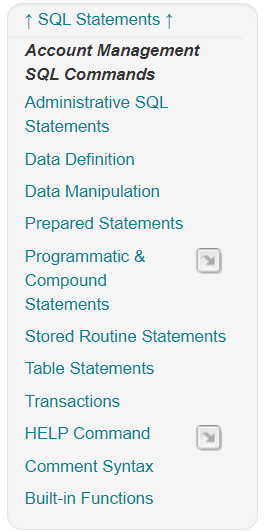 ↑ SQL Statements ↑
Account Management
SQL Commands
Administrative SQL
Statements
Data Definition
Data Manipulation
Prepared Statements
Programmatic &
Compound
Statements
Stored Routine Statements
Table Statements
Transactions
HELP Command
Comment Syntax
Built-in Functions